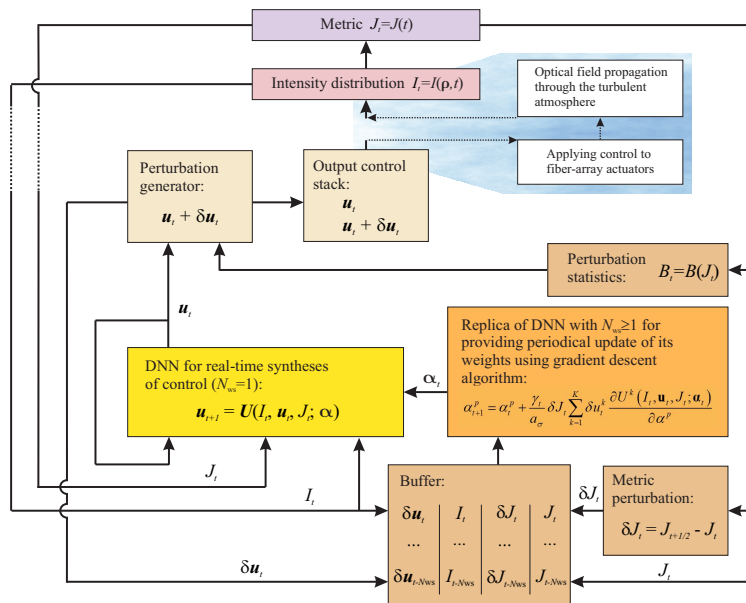 Metric J_t=J(t)
Intensity distribution I_t=I(ρ,t)
Optical field propagation
through the turbulent
atmosphere
Applying control to
fiber-array actuators
Perturbation
generator:
u_t + δu_t
Output control
stack:
u_t
u_t + δu_t
Perturbation
statistics: B_t=B(J_t)
u_t
DNN for real-time syntheses
of control (N_ws=1):
u_{t+1} = U(I_t, u_t, J_t; α)
α_t
Replica of DNN with N_ws≥1 for
providing periodical update of its
weights using gradient descent
algorithm:
α^p_{t+1} = α^p_t + γ_t/a_σ δJ_t ∑_{k=1}^{K} δu^k_t ∂U^k(I_t, u_t, J_t; α_t)/∂α^p
J_t
I_t
δu_t
Buffer:
δu_t I_t δJ_t J_t
... ... ... ...
δu_{t-Nws} I_{t-Nws} δJ_{t-Nws} J_{t-Nws}
δJ_t
Metric
perturbation:
δJ_t = J_{t+1/2} - J_t
J_t